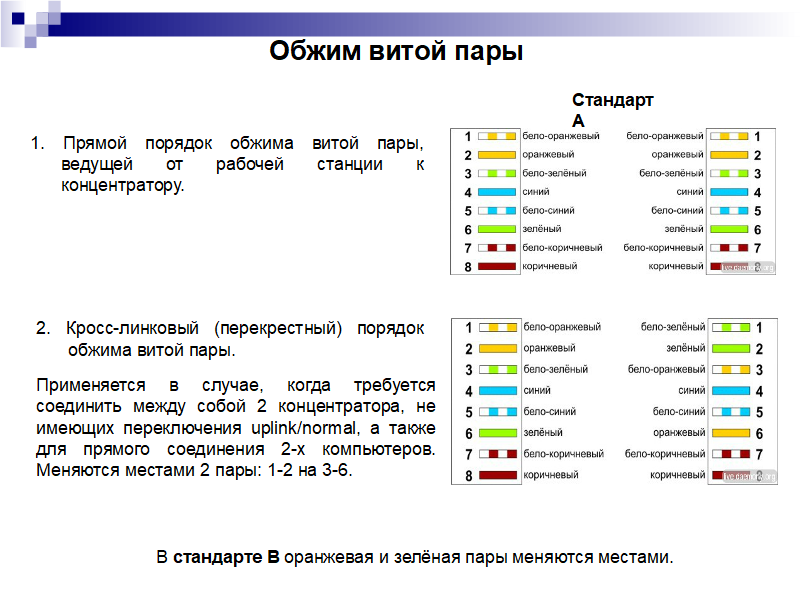 Обжим витой пары
Стандарт
А
1. Прямой порядок обжима витой пары,
ведущей от рабочей станции к
концентратору.
1 бело-оранжевый бело-оранжевый 1
2 оранжевый оранжевый 2
3 бело-зелёный бело-зелёный 3
4 синий синий 4
5 бело-синий бело-синий 5
6 зелёный зелёный 6
7 бело-коричневый бело-коричневый 7
8 коричневый коричневый 8
2. Кросс-линковый (перекрестный) порядок
обжима витой пары.
Применяется в случае, когда требуется
соединить между собой 2 концентратора, не
имеющих переключения uplink/normal, а также
для прямого соединения 2-х компьютеров.
Меняются местами 2 пары: 1-2 на 3-6.
1 бело-оранжевый бело-зелёный 1
2 оранжевый зелёный 2
3 бело-зелёный бело-оранжевый 3
4 синий синий 4
5 бело-синий бело-синий 5
6 зелёный оранжевый 6
7 бело-коричневый бело-коричневый 7
8 коричневый коричневый 8
В стандарте В оранжевая и зелёная пары меняются местами.